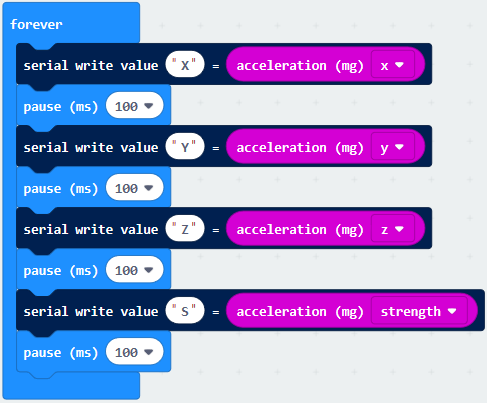 forever
serial write value "X" = acceleration (mg) x
pause (ms) 100
serial write value "Y" = acceleration (mg) y
pause (ms) 100
serial write value "Z" = acceleration (mg) z
pause (ms) 100
serial write value "S" = acceleration (mg) strength
pause (ms) 100